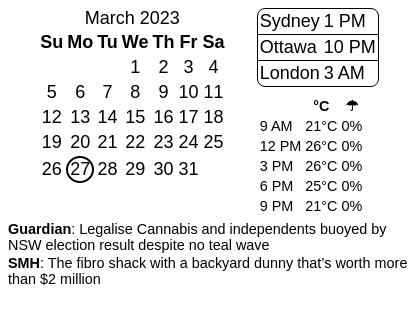 March 2023
Su Mo Tu We Th Fr Sa
1 2 3 4
5 6 7 8 9 10 11
12 13 14 15 16 17 18
19 20 21 22 23 24 25
26 27 28 29 30 31
Sydney 1 PM
Ottawa 10 PM
London 3 AM
°C ☂
9 AM 21°C 0%
12 PM 26°C 0%
3 PM 26°C 0%
6 PM 25°C 0%
9 PM 21°C 0%
Guardian: Legalise Cannabis and independents buoyed by
NSW election result despite no teal wave
SMH: The fibro shack with a backyard dunny that’s worth more
than $2 million